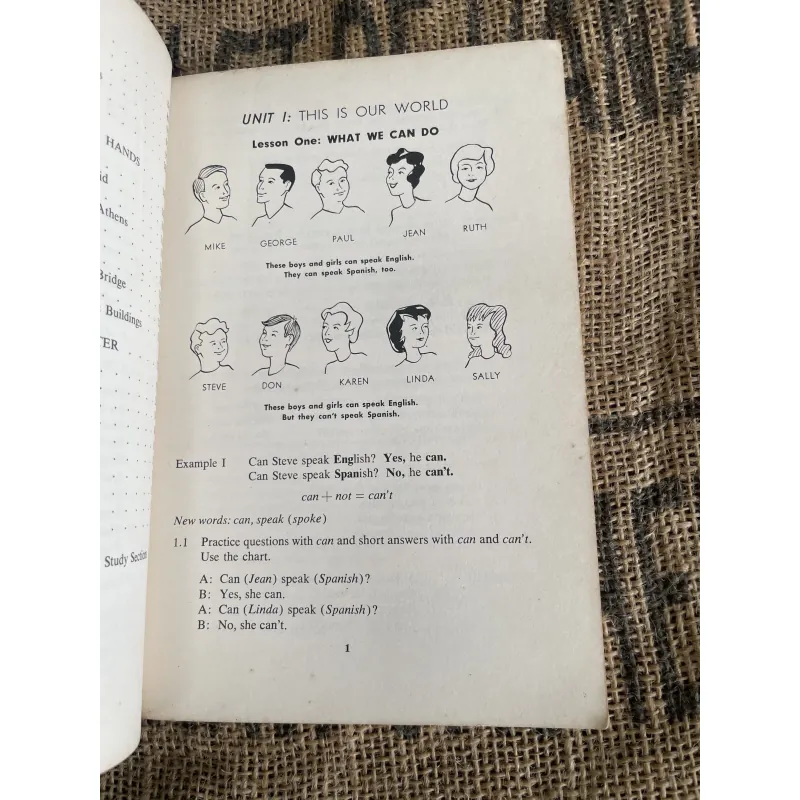 HANDS
Athens
Bridge
Buildings
Study Section
UNIT I: THIS IS OUR WORLD
Lesson One: WHAT WE CAN DO
MIKE GEORGE PAUL JEAN RUTH
These boys and girls can speak English.
They can speak Spanish, too.
STEVE DON KAREN LINDA SALLY
These boys and girls can speak English.
But they can't speak Spanish.
Example I Can Steve speak English? Yes, he can.
Can Steve speak Spanish? No, he can't.
can + not = can't
New words: can, speak (spoke)
1.1 Practice questions with can and short answers with can and can't.
Use the chart.
A: Can (Jean) speak (Spanish)?
B: Yes, she can.
A: Can (Linda) speak (Spanish)?
B: No, she can't.
1